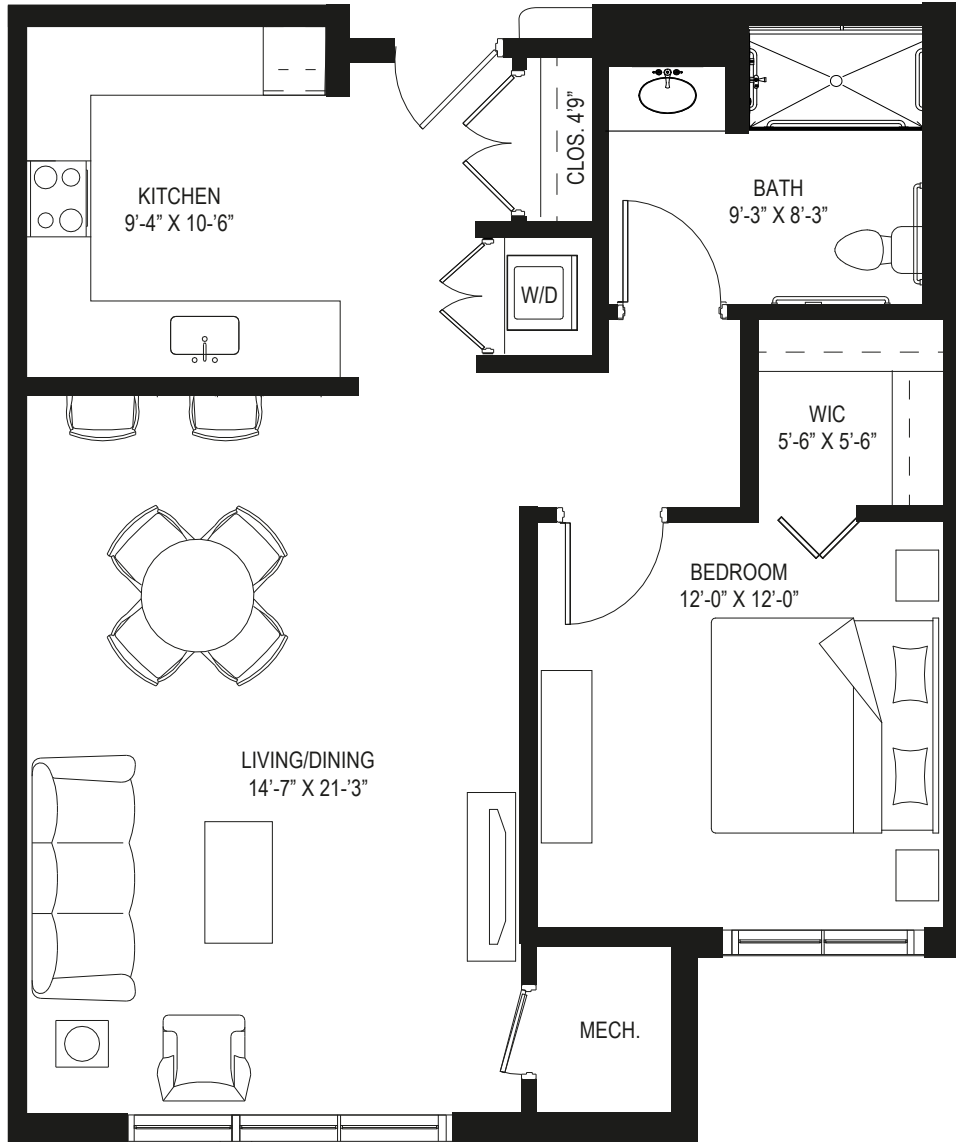 KITCHEN
9'-4” X 10-'6”
CLOS. 4'9”
BATH
9'-3” X 8'-3”
W/D
WIC
5'-6” X 5'-6”
BEDROOM
12'-0” X 12'-0”
LIVING/DINING
14'-7” X 21-'3”
MECH.